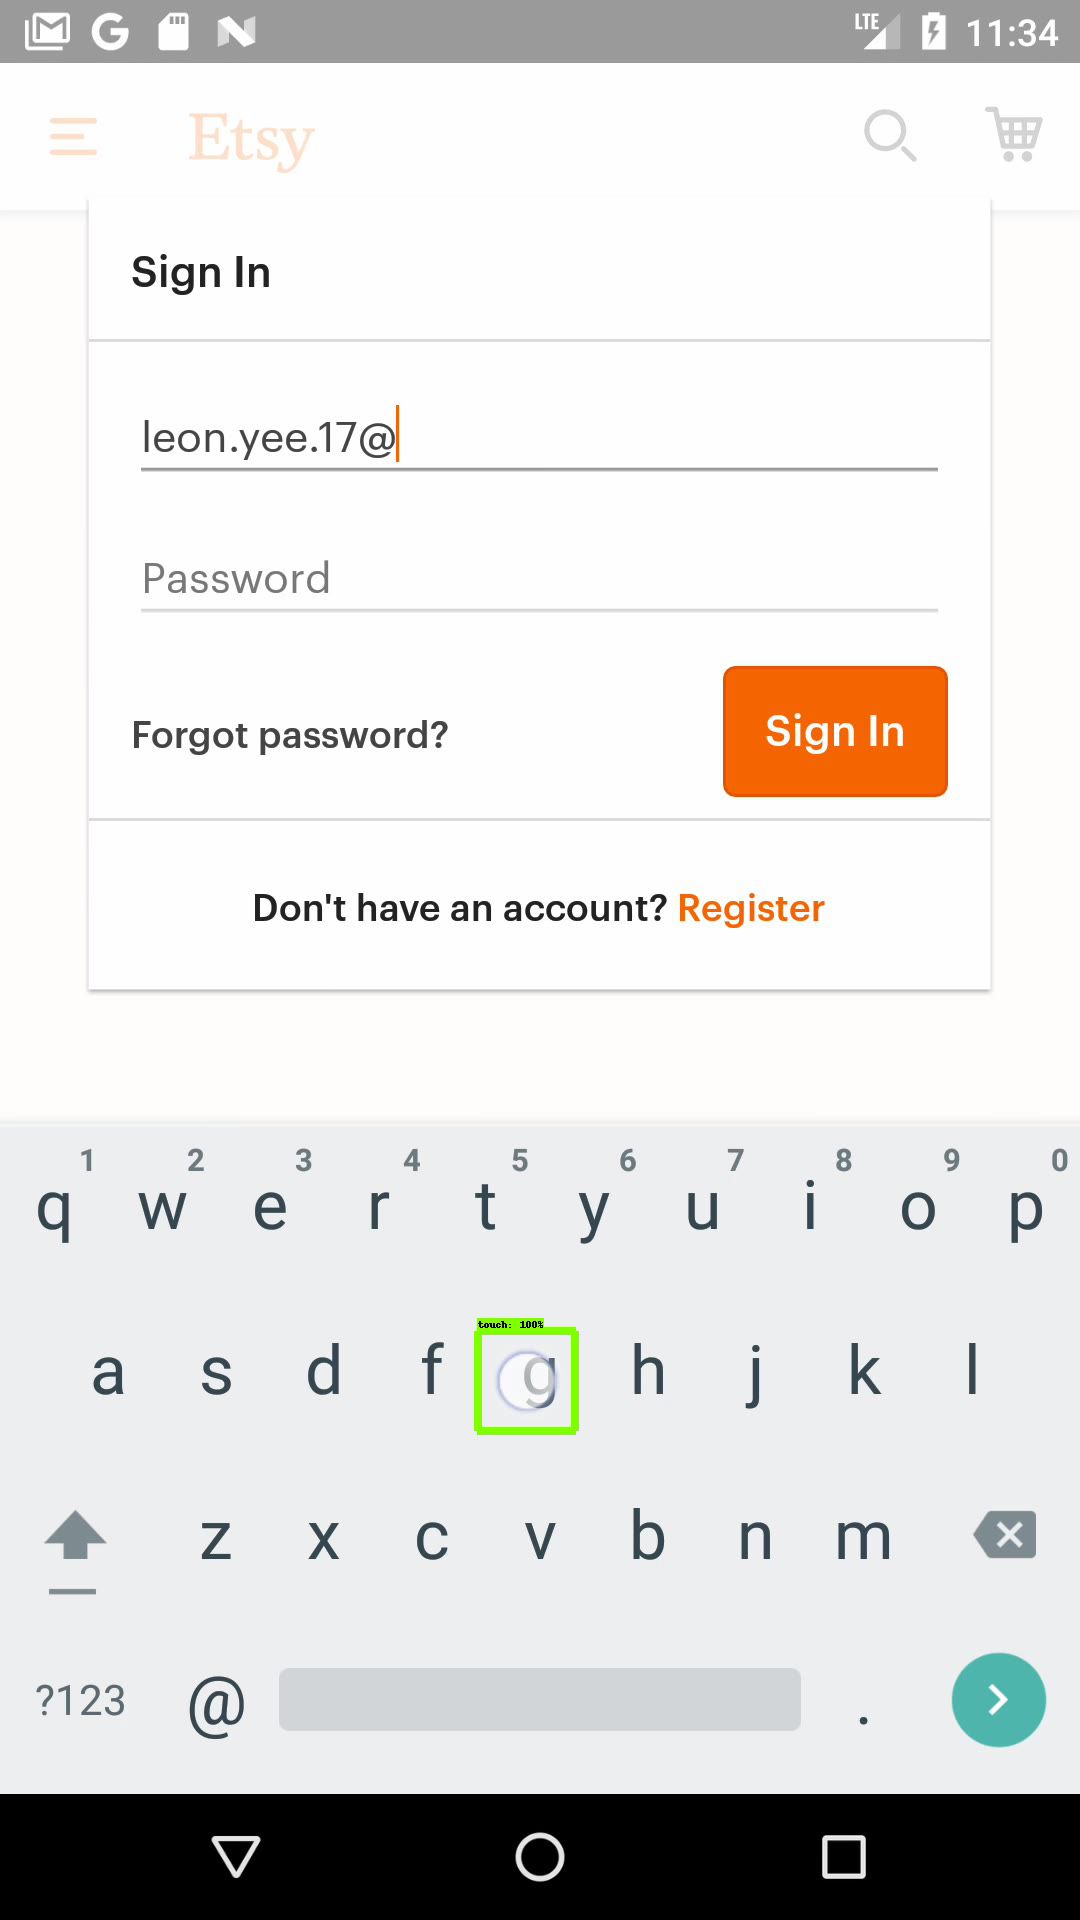 LTE 11:34
Etsy
Sign In
leon.yee.17@
Password
Forgot password? Sign In
Don't have an account? Register
1 2 3 4 5 6 7 8 9 0
q w e r t y u i o p
touch: 100%
a s d f g h j k l
z x c v b n m
?123 @ .